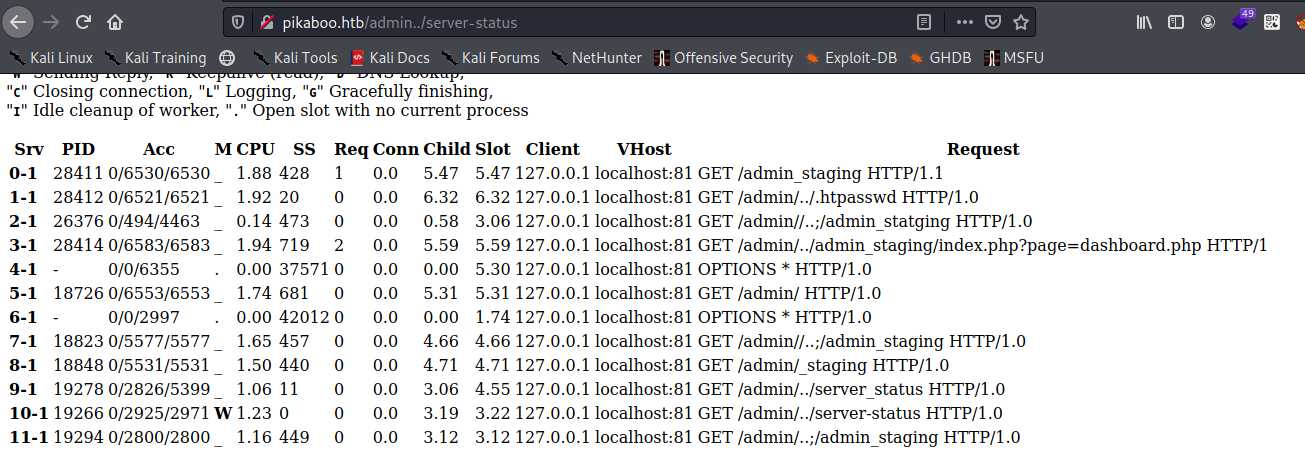 pikaboo.htb/admin../server-status
49
Kali Linux Kali Training Kali Tools Kali Docs Kali Forums NetHunter Offensive Security Exploit-DB GHDB MSFU
"W" Sending Reply, "K" Keepalive (read), "D" DNS Lookup,
"C" Closing connection, "L" Logging, "G" Gracefully finishing,
"I" Idle cleanup of worker, "." Open slot with no current process
Srv PID Acc M CPU SS Req Conn Child Slot Client VHost Request
0-1 28411 0/6530/6530 _ 1.88 428 1 0.0 5.47 5.47 127.0.0.1 localhost:81 GET /admin_staging HTTP/1.1
1-1 28412 0/6521/6521 _ 1.92 20 0 0.0 6.32 6.32 127.0.0.1 localhost:81 GET /admin/../.htpasswd HTTP/1.0
2-1 26376 0/494/4463 _ 0.14 473 0 0.0 0.58 3.06 127.0.0.1 localhost:81 GET /admin//..;/admin_statging HTTP/1.0
3-1 28414 0/6583/6583 _ 1.94 719 2 0.0 5.59 5.59 127.0.0.1 localhost:81 GET /admin/../admin_staging/index.php?page=dashboard.php HTTP/1
4-1 - 0/0/6355 . 0.00 37571 0 0.0 0.00 5.30 127.0.0.1 localhost:81 OPTIONS * HTTP/1.0
5-1 18726 0/6553/6553 _ 1.74 681 0 0.0 5.31 5.31 127.0.0.1 localhost:81 GET /admin/ HTTP/1.0
6-1 - 0/0/2997 . 0.00 42012 0 0.0 0.00 1.74 127.0.0.1 localhost:81 OPTIONS * HTTP/1.0
7-1 18823 0/5577/5577 _ 1.65 457 0 0.0 4.66 4.66 127.0.0.1 localhost:81 GET /admin//..;/admin_staging HTTP/1.0
8-1 18848 0/5531/5531 _ 1.50 440 0 0.0 4.71 4.71 127.0.0.1 localhost:81 GET /admin/_staging HTTP/1.0
9-1 19278 0/2826/5399 _ 1.06 11 0 0.0 3.06 4.55 127.0.0.1 localhost:81 GET /admin/../server_status HTTP/1.0
10-1 19266 0/2925/2971 W 1.23 0 0 0.0 3.19 3.22 127.0.0.1 localhost:81 GET /admin/../server-status HTTP/1.0
11-1 19294 0/2800/2800 _ 1.16 449 0 0.0 3.12 3.12 127.0.0.1 localhost:81 GET /admin/..;/admin_staging HTTP/1.0